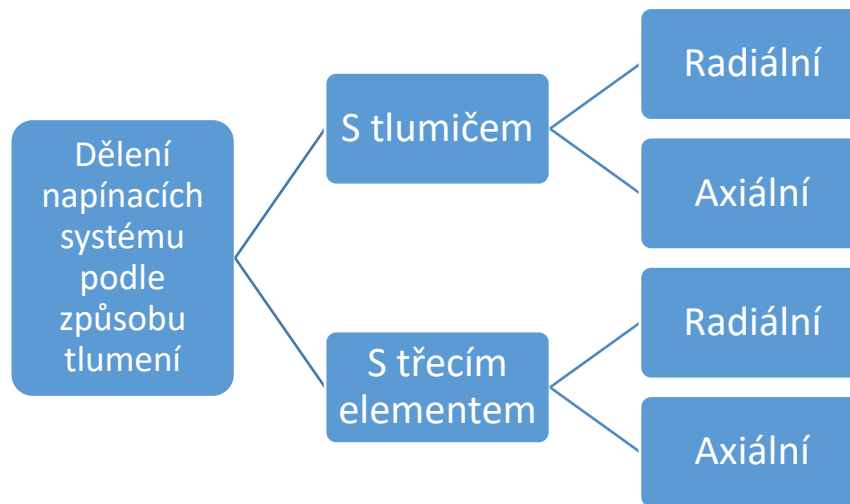 Dělení
napínacích
systému
podle
způsobu
tlumení
S tlumičem
Radiální
Axiální
S třecím
elementem
Radiální
Axiální